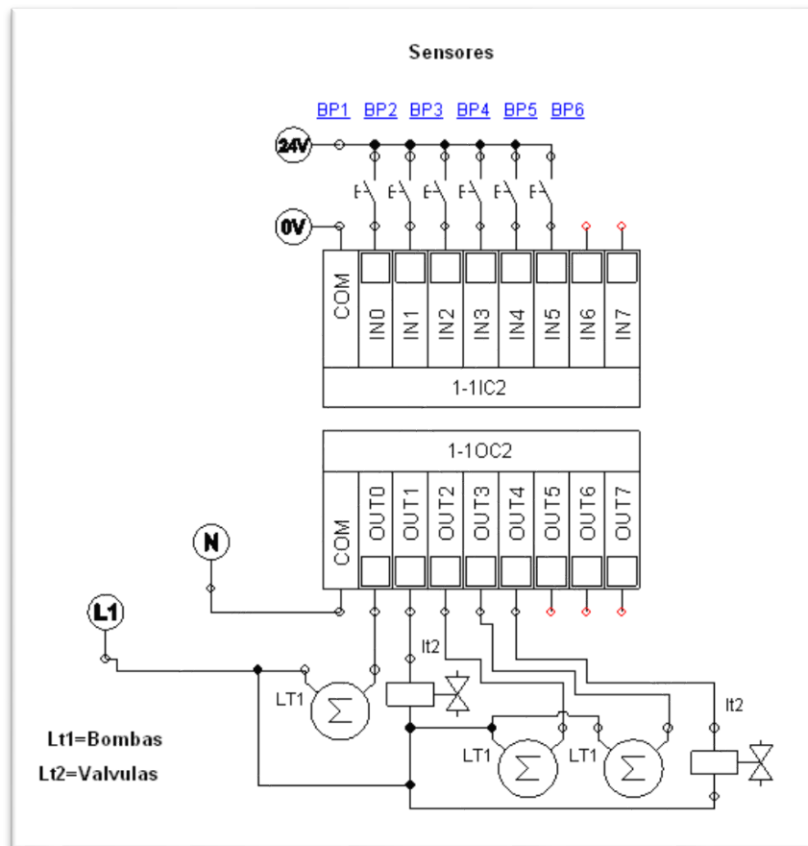 Sensores
BP1 BP2 BP3 BP4 BP5 BP6
24V
0V
COM IN0 IN1 IN2 IN3 IN4 IN5 IN6 IN7
1-1IC2
1-1OC2
COM OUT0 OUT1 OUT2 OUT3 OUT4 OUT5 OUT6 OUT7
N
L1
lt2
LT1
lt2
LT1
LT1
Lt1=Bombas
Lt2=Valvulas